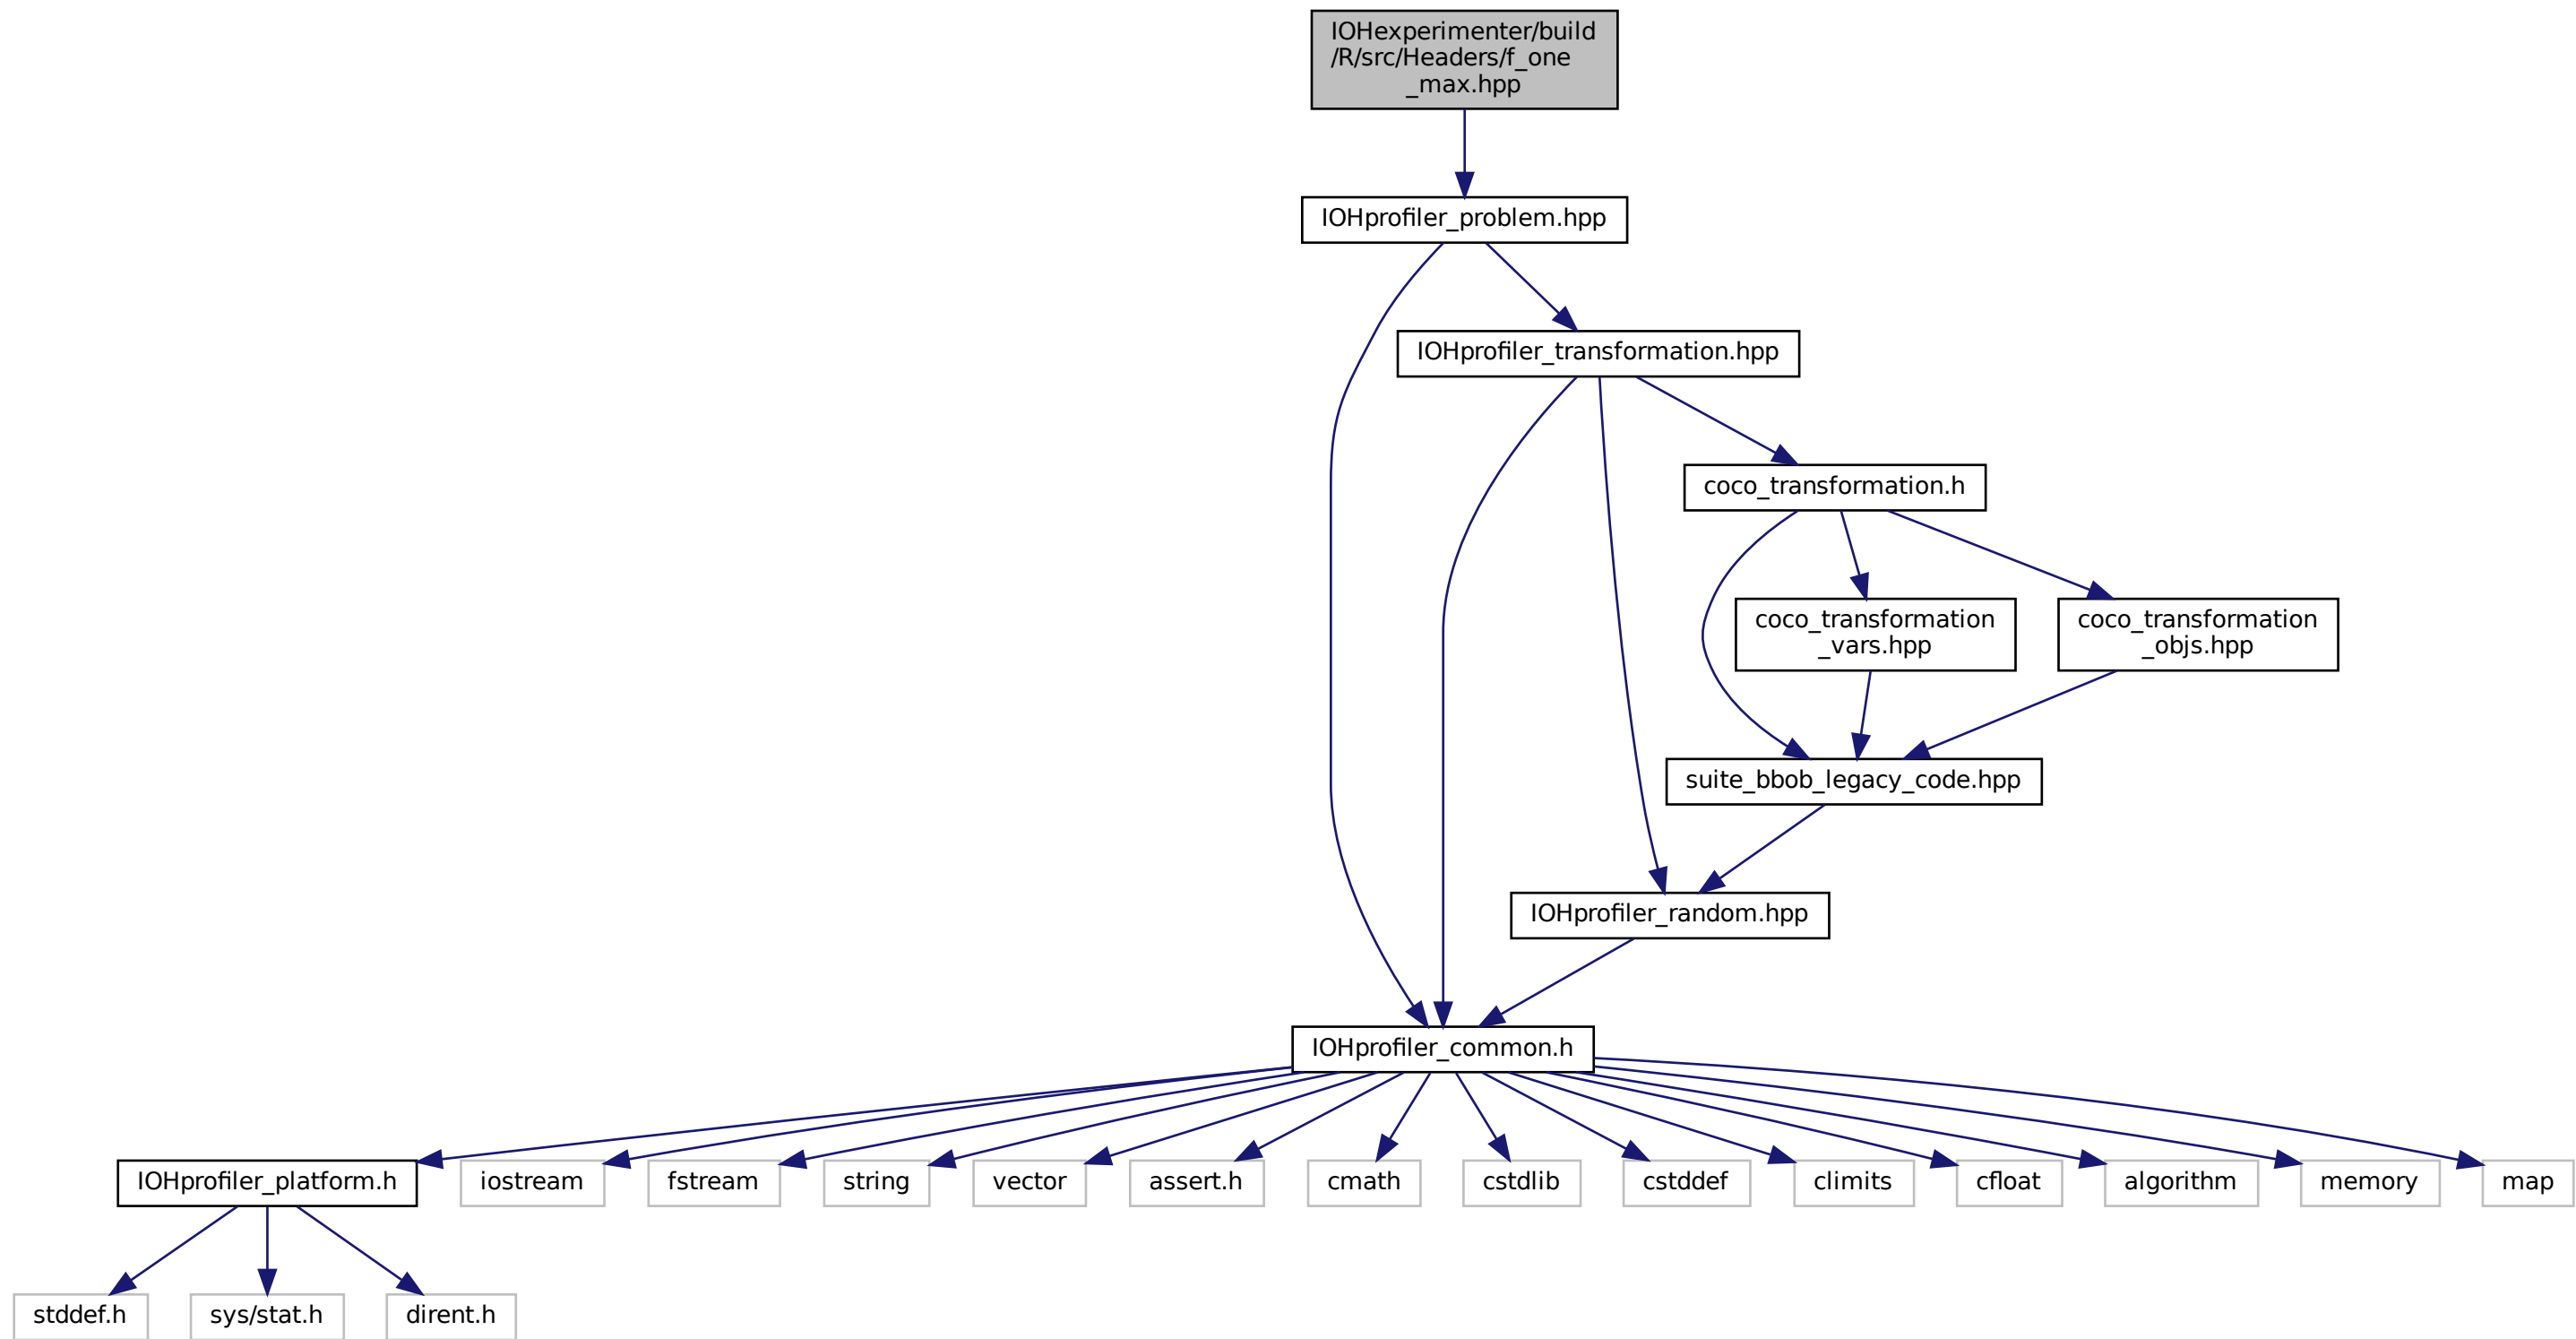 IOHexperimenter/build
/R/src/Headers/f_one
_max.hpp
IOHprofiler_problem.hpp
IOHprofiler_transformation.hpp
coco_transformation.h
coco_transformation
_vars.hpp
coco_transformation
_objs.hpp
suite_bbob_legacy_code.hpp
IOHprofiler_random.hpp
IOHprofiler_common.h
IOHprofiler_platform.h
iostream
fstream
string
vector
assert.h
cmath
cstdlib
cstddef
climits
cfloat
algorithm
memory
map
stddef.h
sys/stat.h
dirent.h